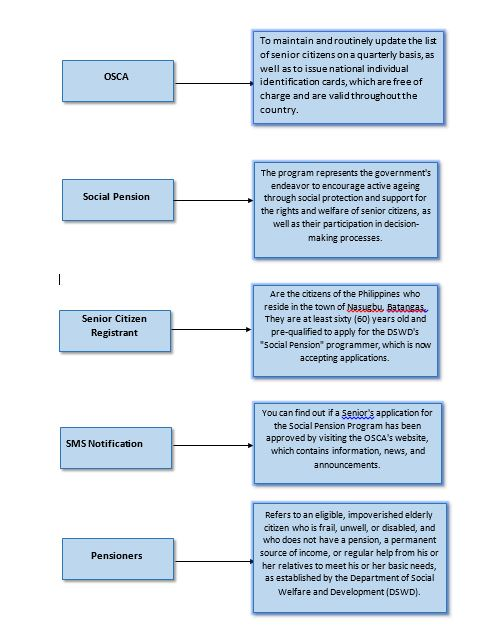 OSCA
To maintain and routinely update the list
of senior citizens on a quarterly basis, as
well as to issue national individual
identification cards, which are free of
charge and are valid throughout the
country.
Social Pension
The program represents the government's
endeavor to encourage active ageing
through social protection and support for
the rights and welfare of senior citizens, as
well as their participation in decision-
making processes.
Senior Citizen
Registrant
Are the citizens of the Philippines who
reside in the town of Nasugbu, Batangas.
They are at least sixty (60) years old and
pre-qualified to apply for the DSWD's
"Social Pension" programmer, which is now
accepting applications.
SMS Notification
You can find out if a Senior's application for
the Social Pension Program has been
approved by visiting the OSCA's website,
which contains information, news, and
announcements.
Pensioners
Refers to an eligible, impoverished elderly
citizen who is frail, unwell, or disabled, and
who does not have a pension, a permanent
source of income, or regular help from his or
her relatives to meet his or her basic needs,
as established by the Department of Social
Welfare and Development (DSWD).